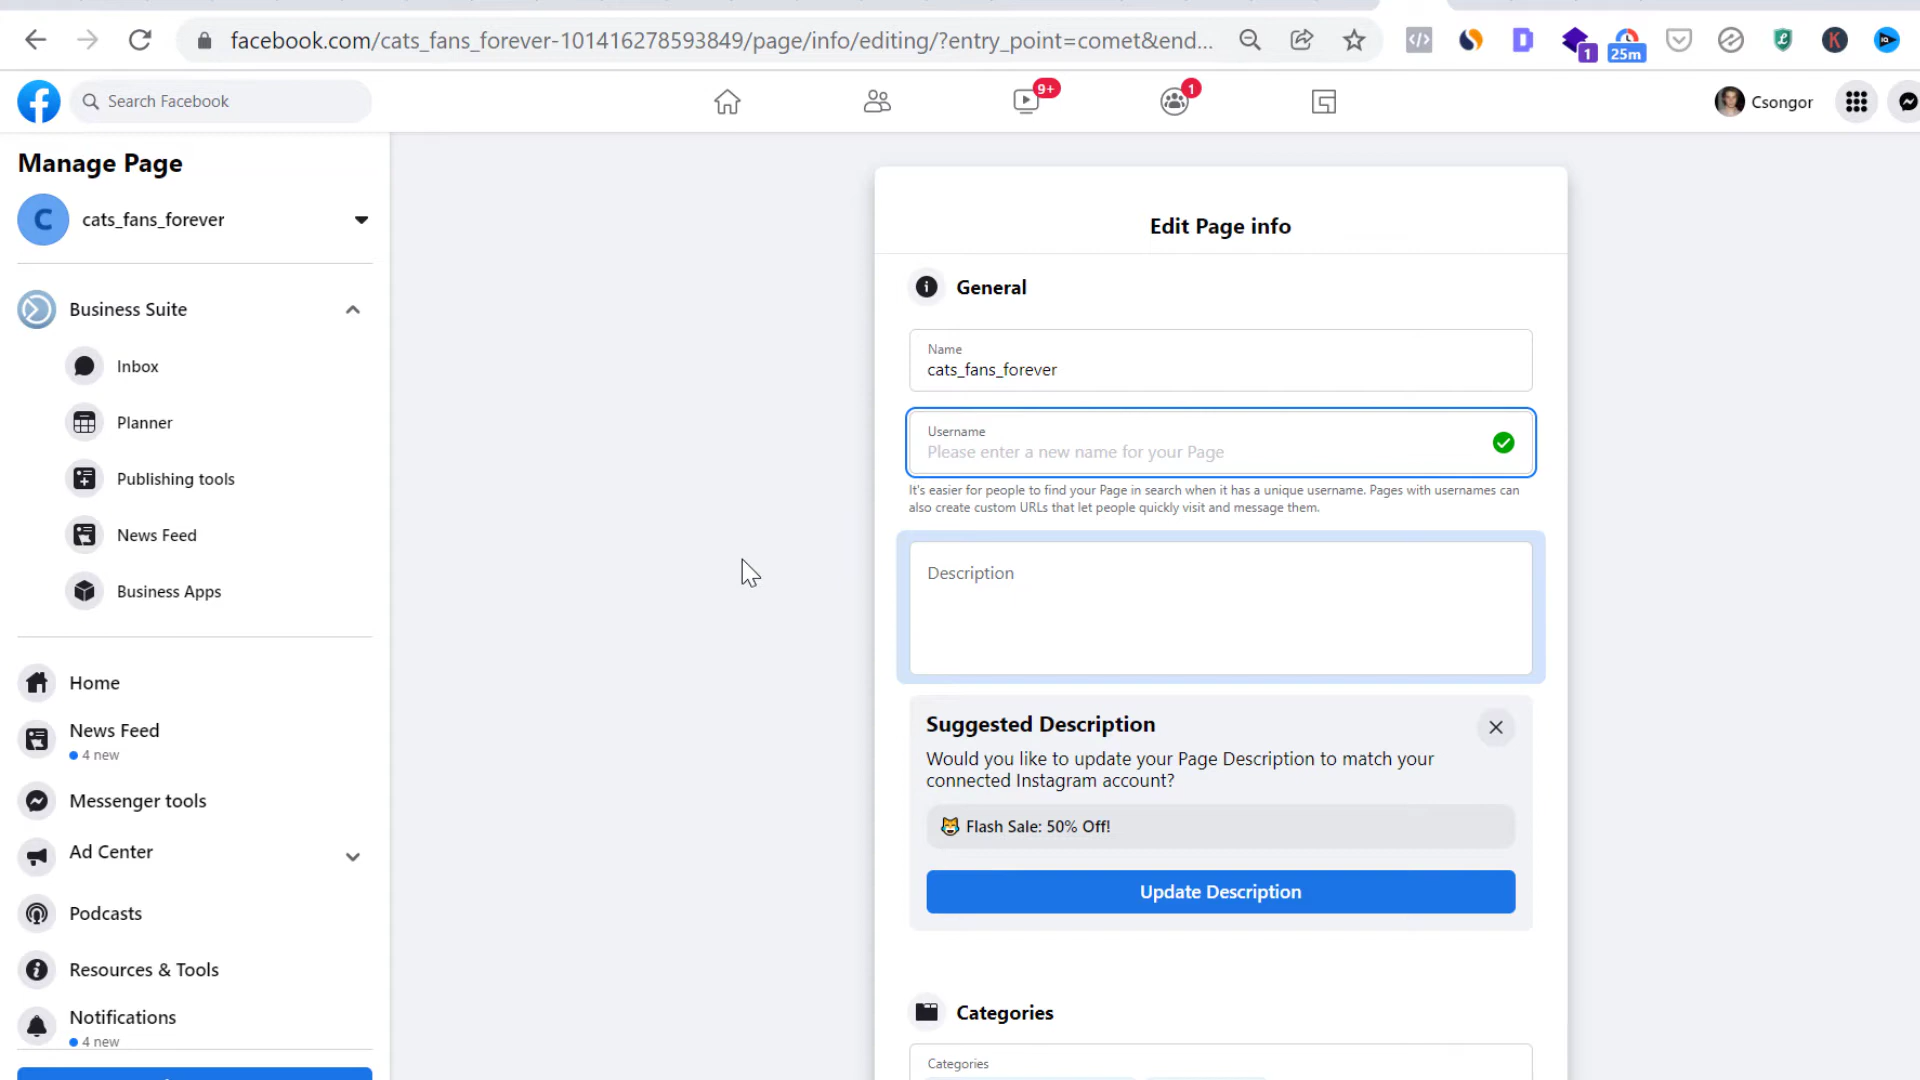 facebook.com/cats_fans_forever-101416278593849/page/info/editing/?entry_point=comet&end...
1
25m
Search Facebook
9+
1
Csongor
Manage Page
C
cats_fans_forever
Business Suite
Inbox
Planner
Publishing tools
News Feed
Business Apps
Home
News Feed
4 new
Messenger tools
Ad Center
Podcasts
Resources & Tools
Notifications
4 new
Edit Page info
General
Name
cats_fans_forever
Username
Please enter a new name for your Page
It's easier for people to find your Page in search when it has a unique username. Pages with usernames can
also create custom URLs that let people quickly visit and message them.
Description
Suggested Description
Would you like to update your Page Description to match your
connected Instagram account?
😹 Flash Sale: 50% Off!
Update Description
Categories
Categories